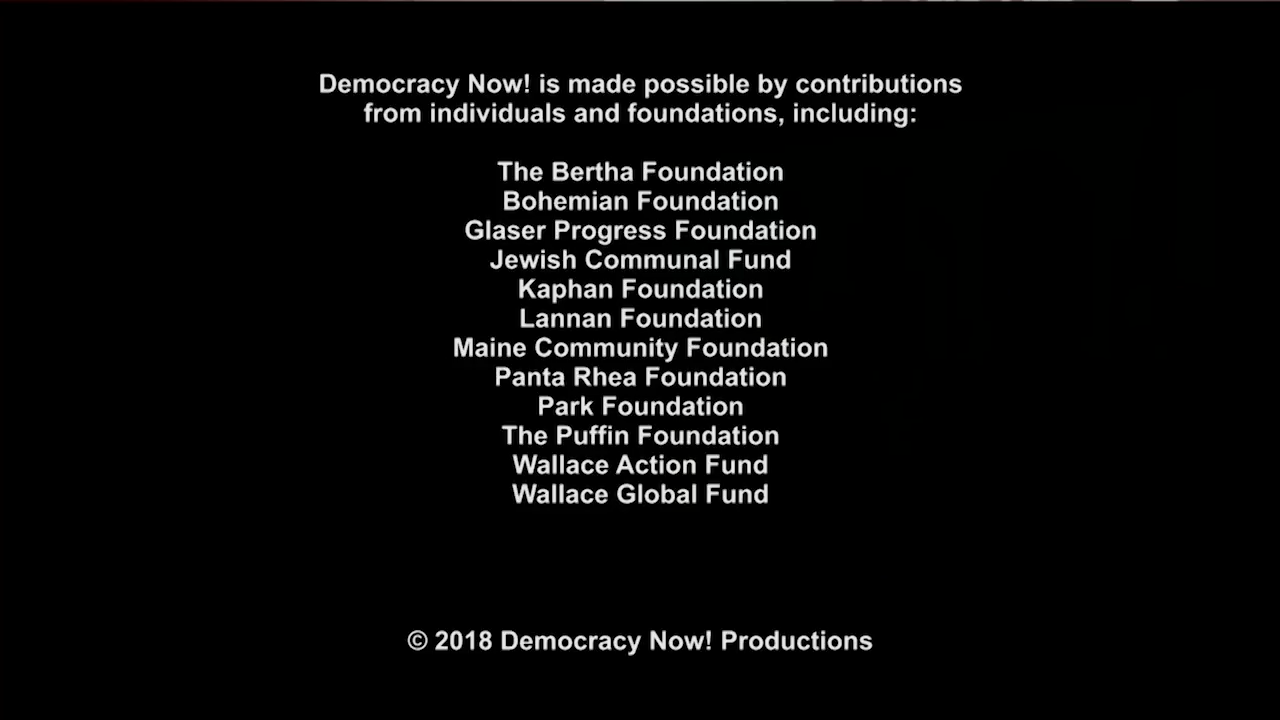 Democracy Now! is made possible by contributions
from individuals and foundations, including:
The Bertha Foundation
Bohemian Foundation
Glaser Progress Foundation
Jewish Communal Fund
Kaphan Foundation
Lannan Foundation
Maine Community Foundation
Panta Rhea Foundation
Park Foundation
The Puffin Foundation
Wallace Action Fund
Wallace Global Fund
© 2018 Democracy Now! Productions